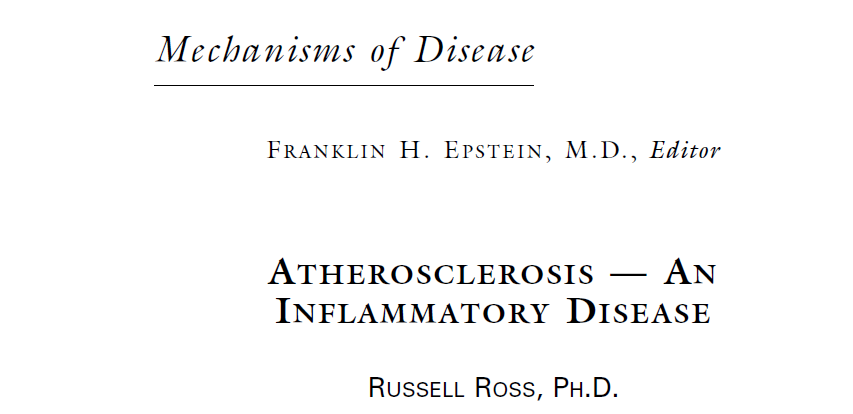 Mechanisms of Disease
FRANKLIN H. EPSTEIN, M.D., Editor
ATHEROSCLEROSIS — AN
INFLAMMATORY DISEASE
RUSSELL ROSS, PH.D.